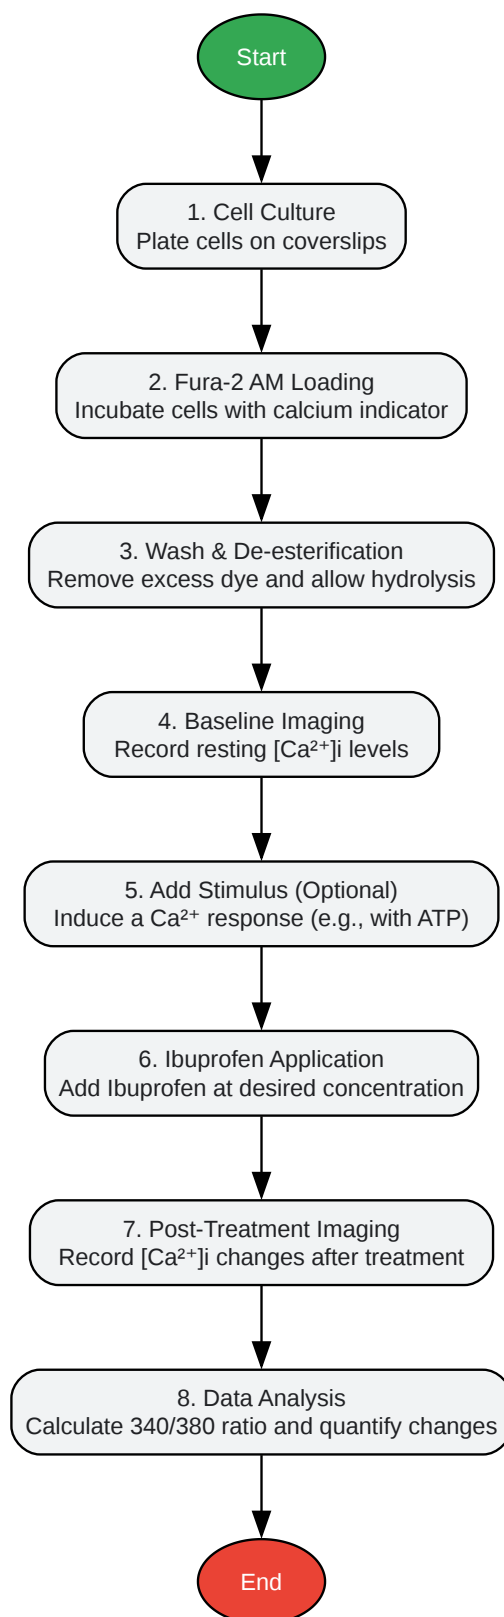 Start
1. Cell Culture
Plate cells on coverslips
2. Fura-2 AM Loading
Incubate cells with calcium indicator
3. Wash & De-esterification
Remove excess dye and allow hydrolysis
4. Baseline Imaging
Record resting [Ca²⁺]i levels
5. Add Stimulus (Optional)
Induce a Ca²⁺ response (e.g., with ATP)
6. Ibuprofen Application
Add Ibuprofen at desired concentration
7. Post-Treatment Imaging
Record [Ca²⁺]i changes after treatment
8. Data Analysis
Calculate 340/380 ratio and quantify changes
End